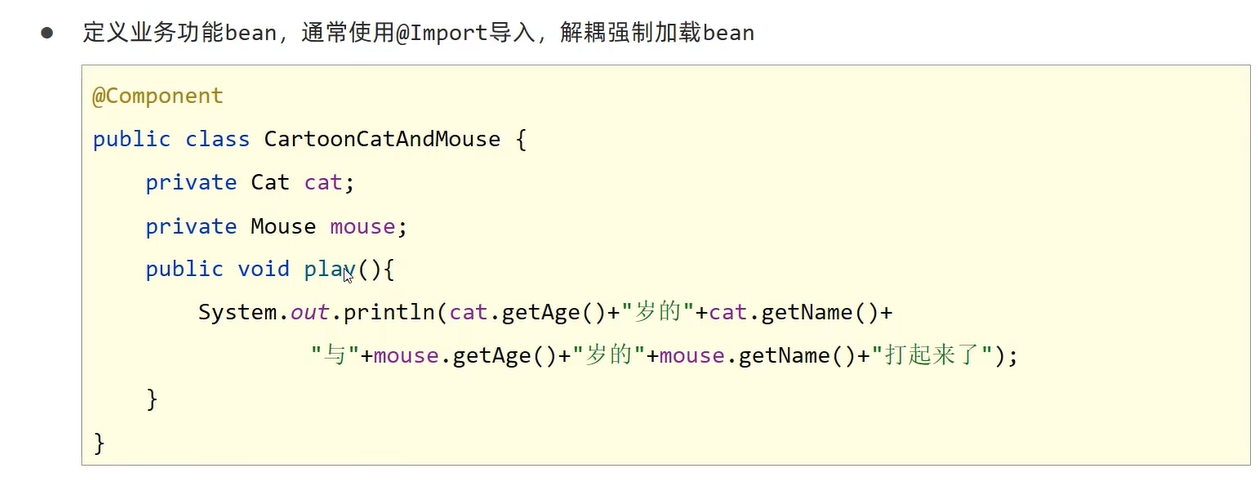 定义业务功能bean，通常使用@Import导入，解耦强制加载bean
@Component
public class CartoonCatAndMouse {
    private Cat cat;
    private Mouse mouse;
    public void play(){
        System.out.println(cat.getAge()+"岁的"+cat.getName()+
                "与"+mouse.getAge()+"岁的"+mouse.getName()+"打起来了");
    }
}